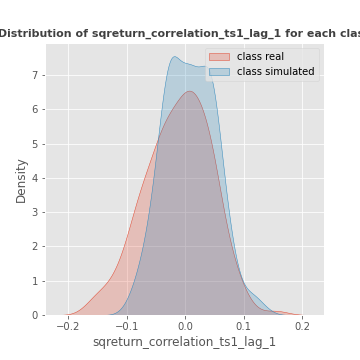 Distribution of sqreturn_correlation_ts1_lag_1 for each clas
class real
class simulated
Density
7
6
5
4
3
2
1
0
−0.2 −0.1 0.0 0.1 0.2
sqreturn_correlation_ts1_lag_1